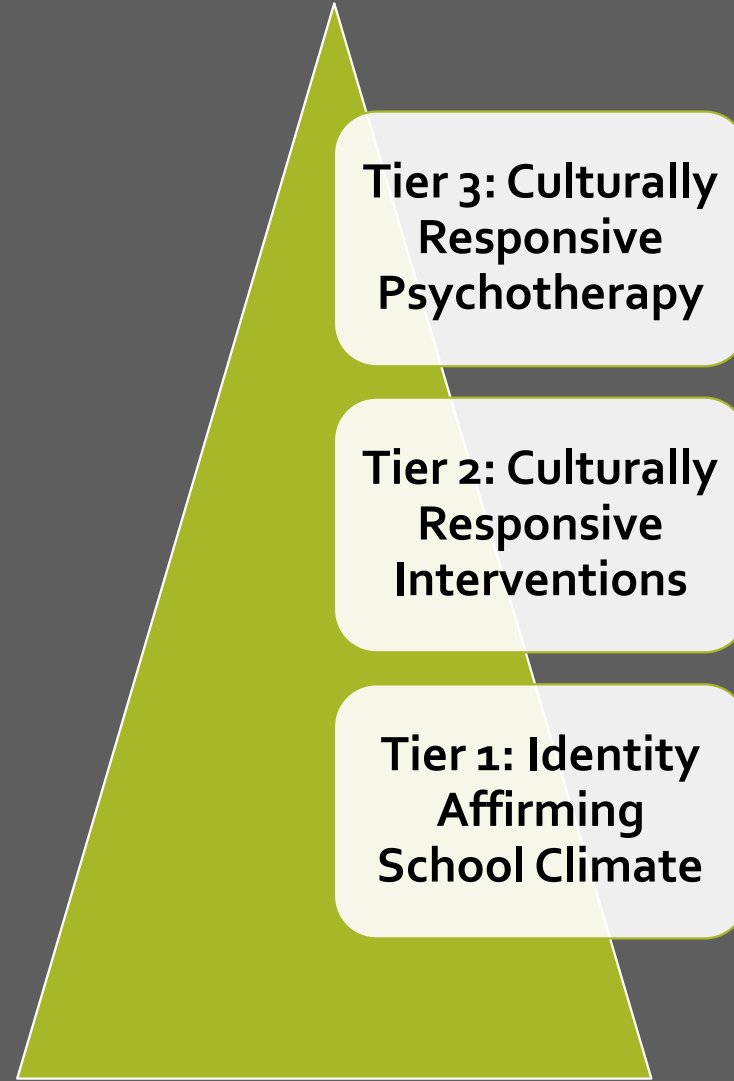 Tier 3: Culturally
Responsive
Psychotherapy
Tier 2: Culturally
Responsive
Interventions
Tier 1: Identity
Affirming
School Climate